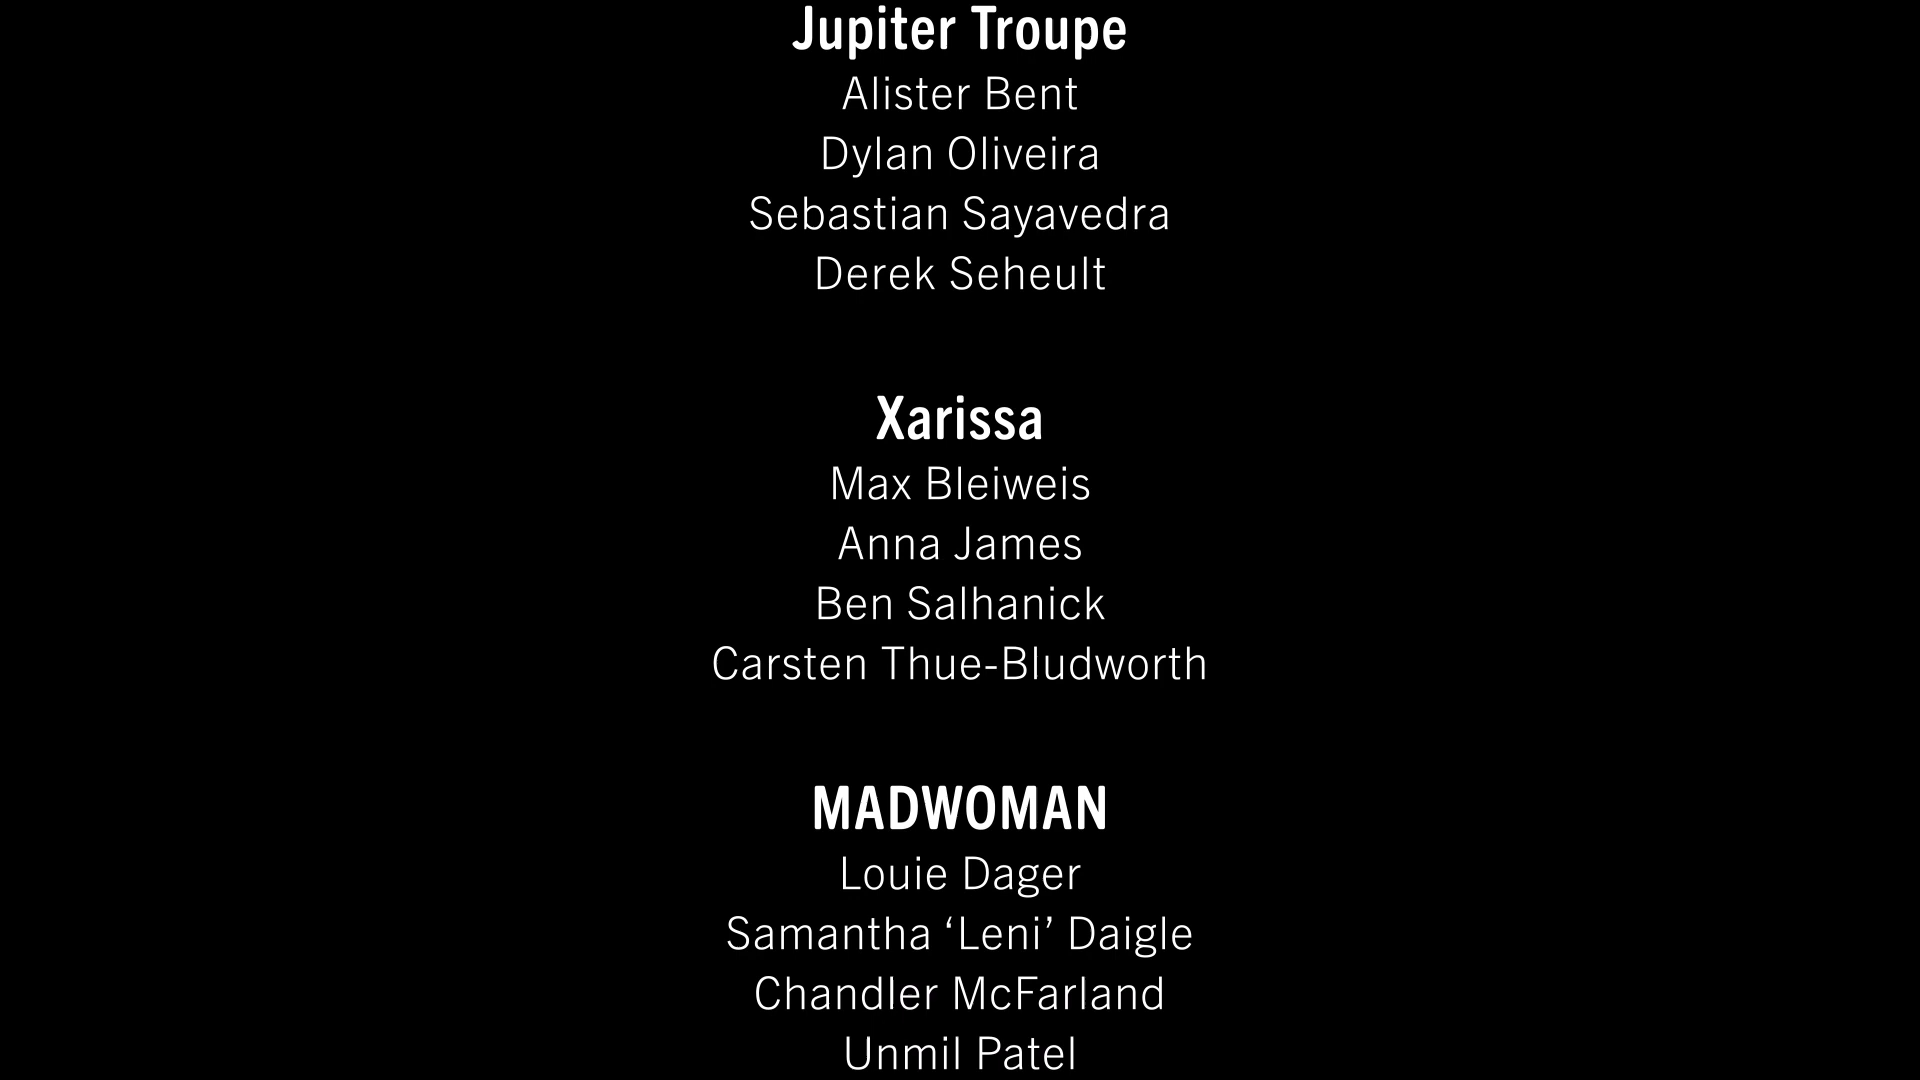 Jupiter Troupe
Alister Bent
Dylan Oliveira
Sebastian Sayavedra
Derek Seheult
Xarissa
Max Bleiweis
Anna James
Ben Salhanick
Carsten Thue-Bludworth
MADWOMAN
Louie Dager
Samantha ‘Leni’ Daigle
Chandler McFarland
Unmil Patel